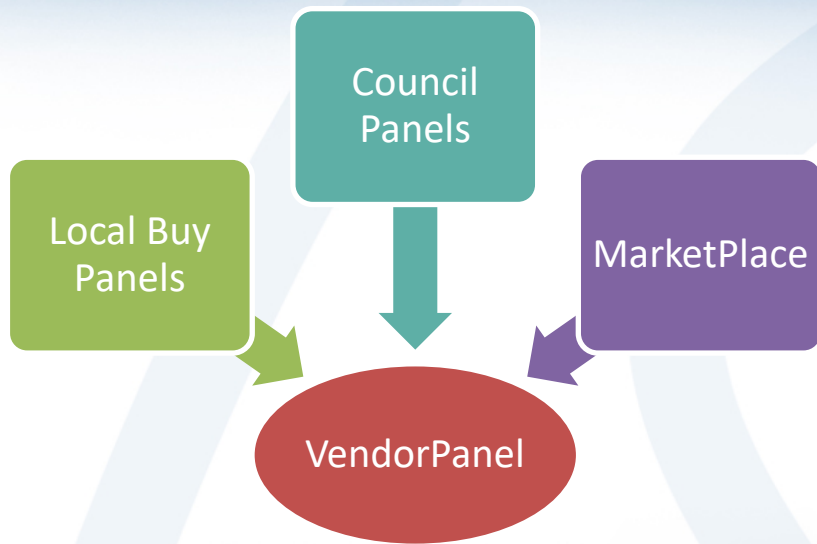 Council
Panels
Local Buy
Panels
MarketPlace
VendorPanel